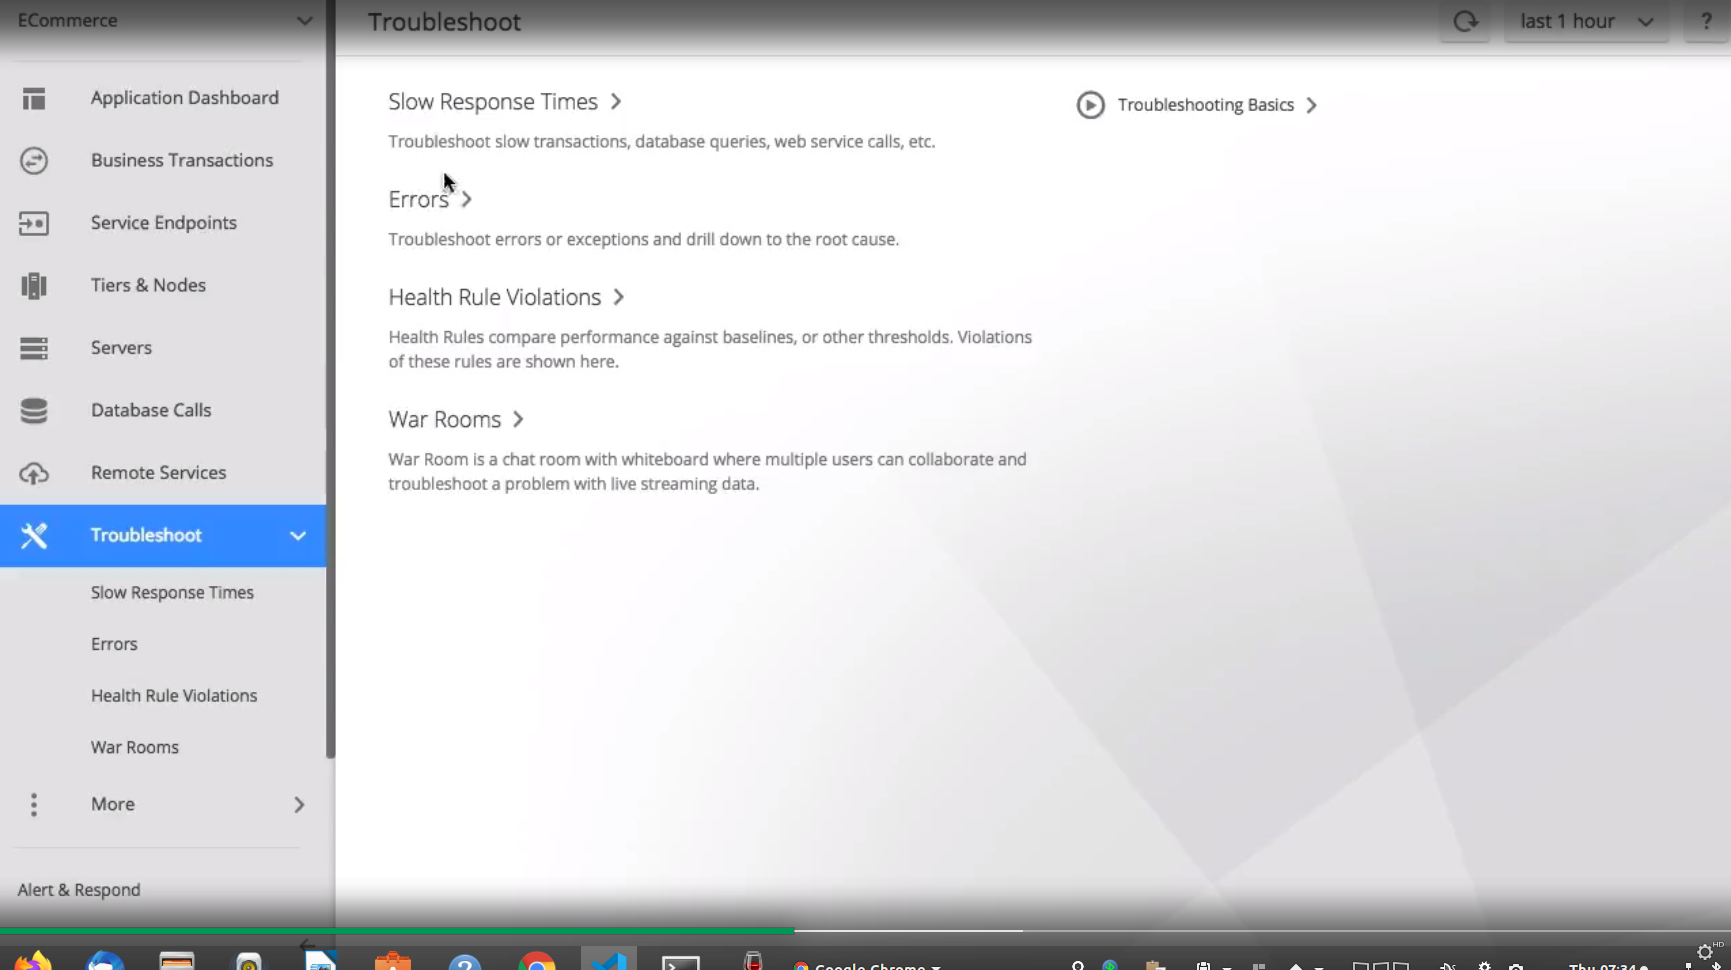 ECommerce
Troubleshoot
last 1 hour
?
Application Dashboard
Business Transactions
Service Endpoints
Tiers & Nodes
Servers
Database Calls
Remote Services
Troubleshoot
Slow Response Times
Errors
Health Rule Violations
War Rooms
More
Alert & Respond
Slow Response Times
Troubleshoot slow transactions, database queries, web service calls, etc.
Errors
Troubleshoot errors or exceptions and drill down to the root cause.
Health Rule Violations
Health Rules compare performance against baselines, or other thresholds. Violations
of these rules are shown here.
War Rooms
War Room is a chat room with whiteboard where multiple users can collaborate and
troubleshoot a problem with live streaming data.
Troubleshooting Basics
HD
Google Chrome
Thu 07:34